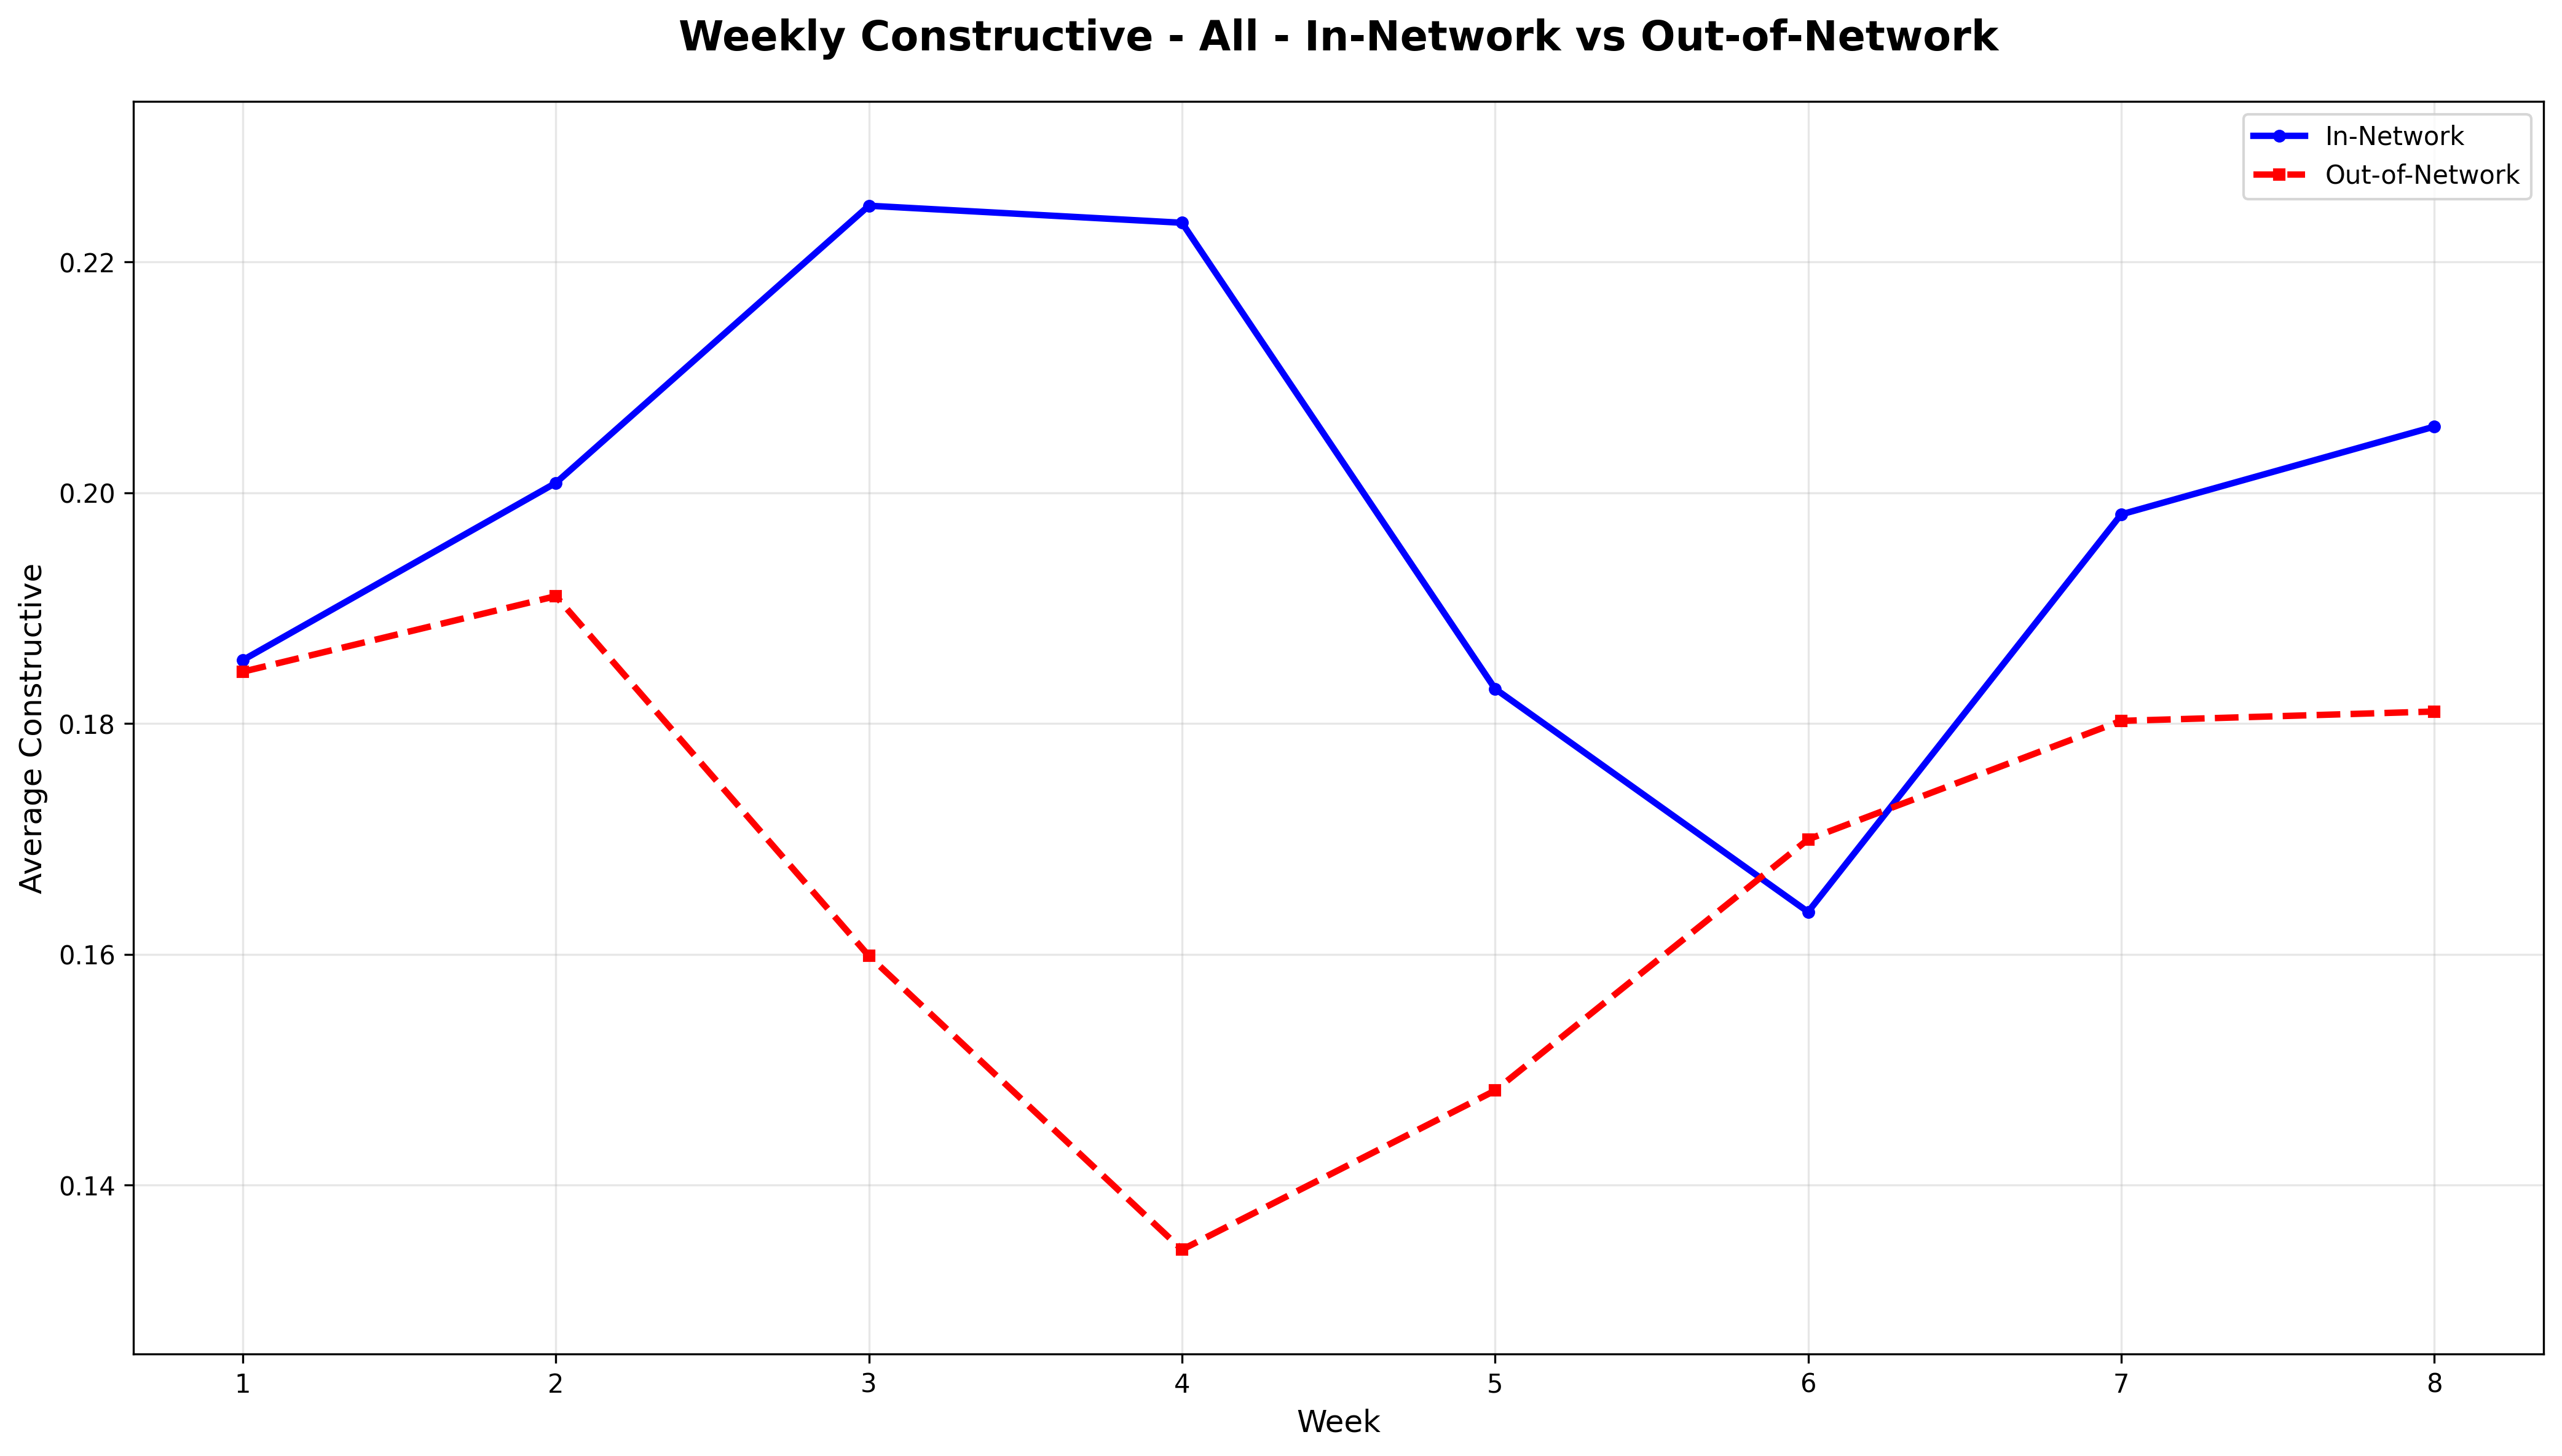 Weekly Constructive - All - In-Network vs Out-of-Network
In-Network
Out-of-Network
Average Constructive
0.22
0.20
0.18
0.16
0.14
1 2 3 4 5 6 7 8
Week